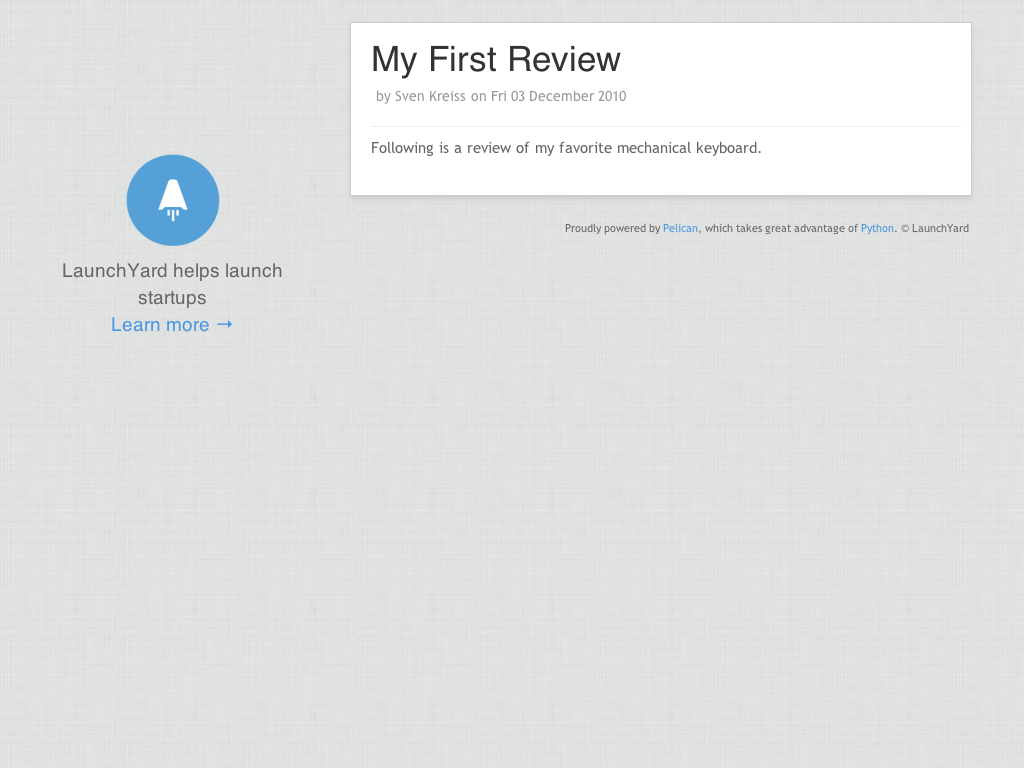 My First Review
by Sven Kreiss on Fri 03 December 2010
Following is a review of my favorite mechanical keyboard.
Proudly powered by Pelican, which takes great advantage of Python. © LaunchYard
LaunchYard helps launch
startups
Learn more →